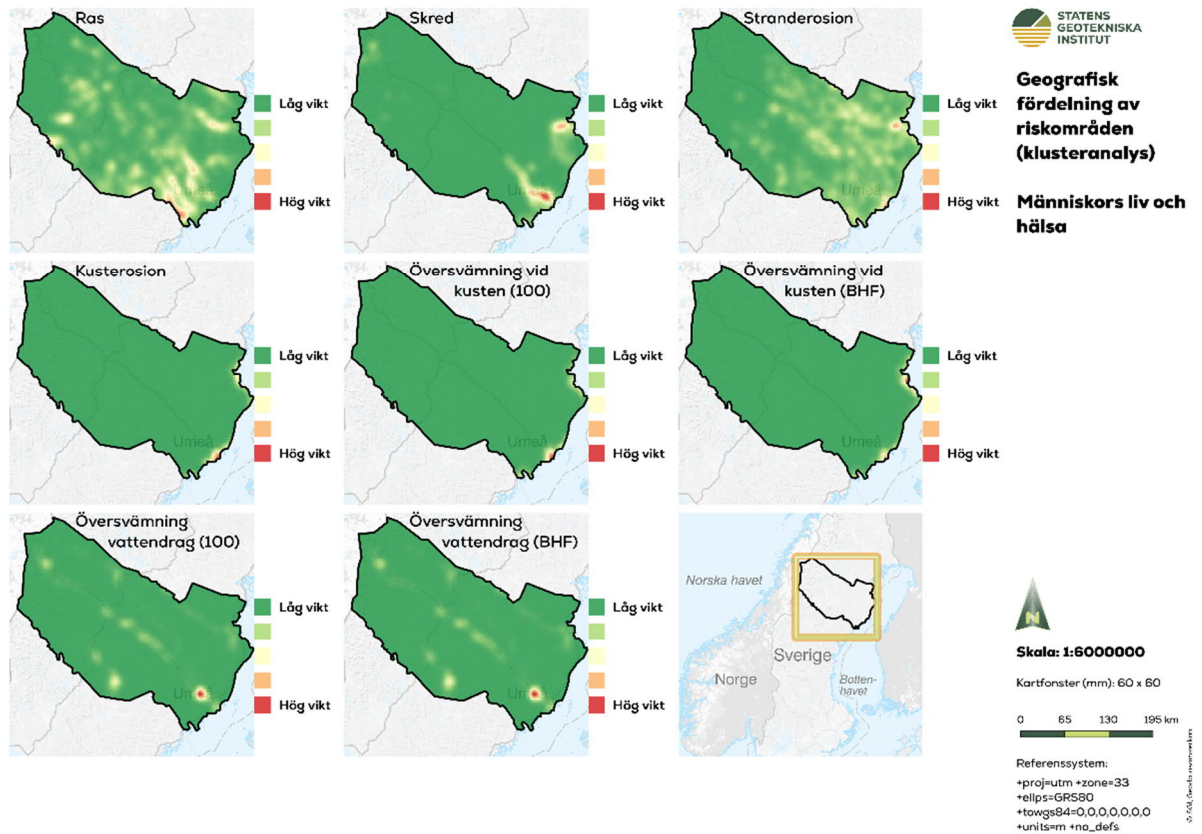 Ras
Låg vikt
Hög vikt
Umeå
Skred
Låg vikt
Hög vikt
Umeå
Stranderosion
Låg vikt
Hög vikt
Umeå
STATENS
GEOTEKNISKA
INSTITUT
Geografisk
fördelning av
riskområden
(klusteranalys)
Människors liv och
hälsa
Kusterosion
Låg vikt
Hög vikt
Umeå
Översvämning vid
kusten (100)
Låg vikt
Hög vikt
Umeå
Översvämning vid
kusten (BHF)
Låg vikt
Hög vikt
Umeå
Översvämning
vattendrag (100)
Låg vikt
Hög vikt
Umeå
Översvämning
vattendrag (BHF)
Låg vikt
Hög vikt
Umeå
Norska havet
Sverige
Norge
Botten-
havet
N
Skala: 1:6000000
Kartfönster (mm): 60 x 60
0 65 130 195 km
Referenssystem:
+proj=utm +zone=33
+ellps=GRS80
+towgs84=0,0,0,0,0,0,0
+units=m +no_defs